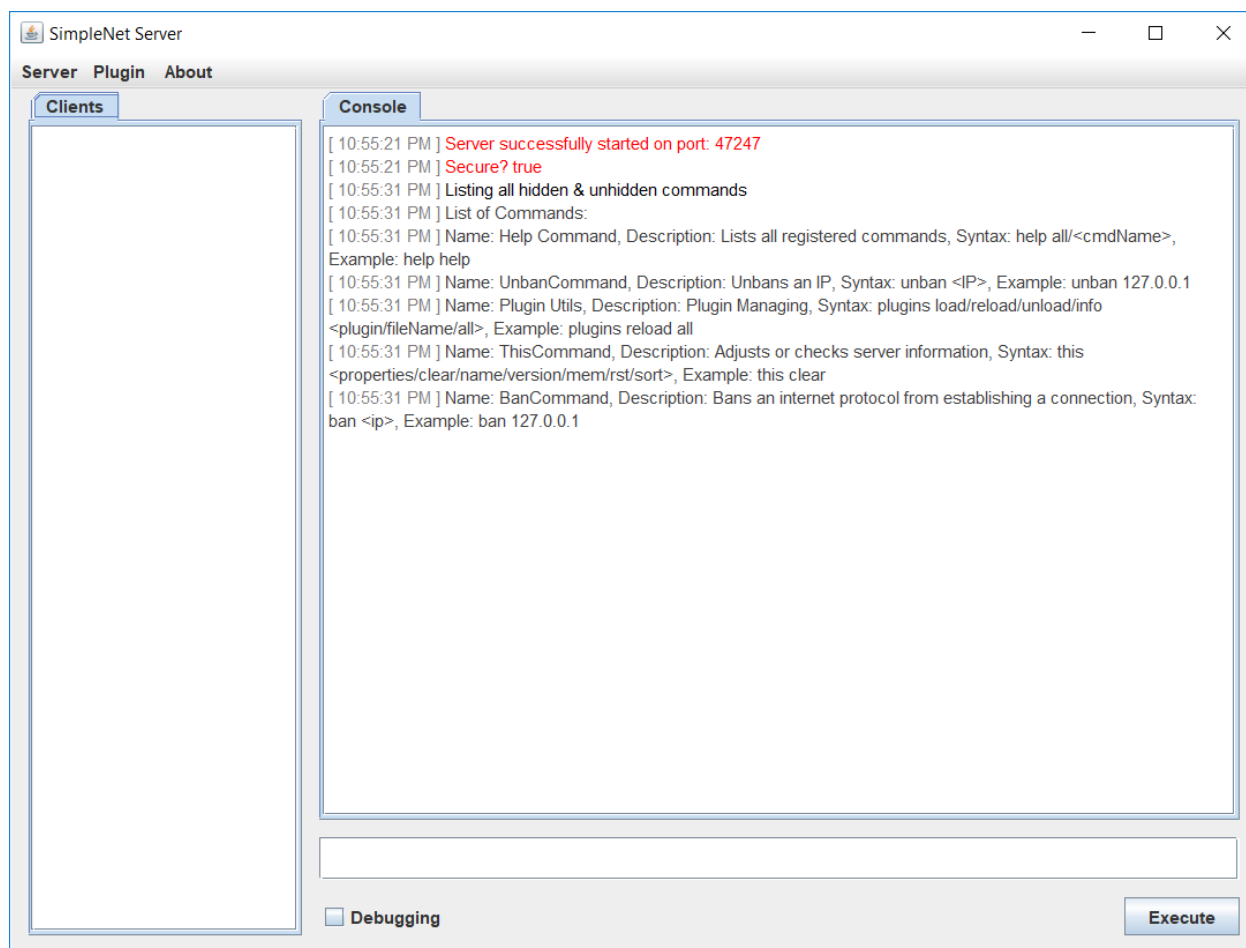 SimpleNet Server
Server Plugin About
Clients
Console
[ 10:55:21 PM ] Server successfully started on port: 47247
[ 10:55:21 PM ] Secure? true
[ 10:55:31 PM ] Listing all hidden & unhidden commands
[ 10:55:31 PM ] List of Commands:
[ 10:55:31 PM ] Name: Help Command, Description: Lists all registered commands, Syntax: help all/<cmdName>,
Example: help help
[ 10:55:31 PM ] Name: UnbanCommand, Description: Unbans an IP, Syntax: unban <IP>, Example: unban 127.0.0.1
[ 10:55:31 PM ] Name: Plugin Utils, Description: Plugin Managing, Syntax: plugins load/reload/unload/info
<plugin/fileName/all>, Example: plugins reload all
[ 10:55:31 PM ] Name: ThisCommand, Description: Adjusts or checks server information, Syntax: this
<properties/clear/name/version/mem/rst/sort>, Example: this clear
[ 10:55:31 PM ] Name: BanCommand, Description: Bans an internet protocol from establishing a connection, Syntax:
ban <ip>, Example: ban 127.0.0.1
Debugging
Execute